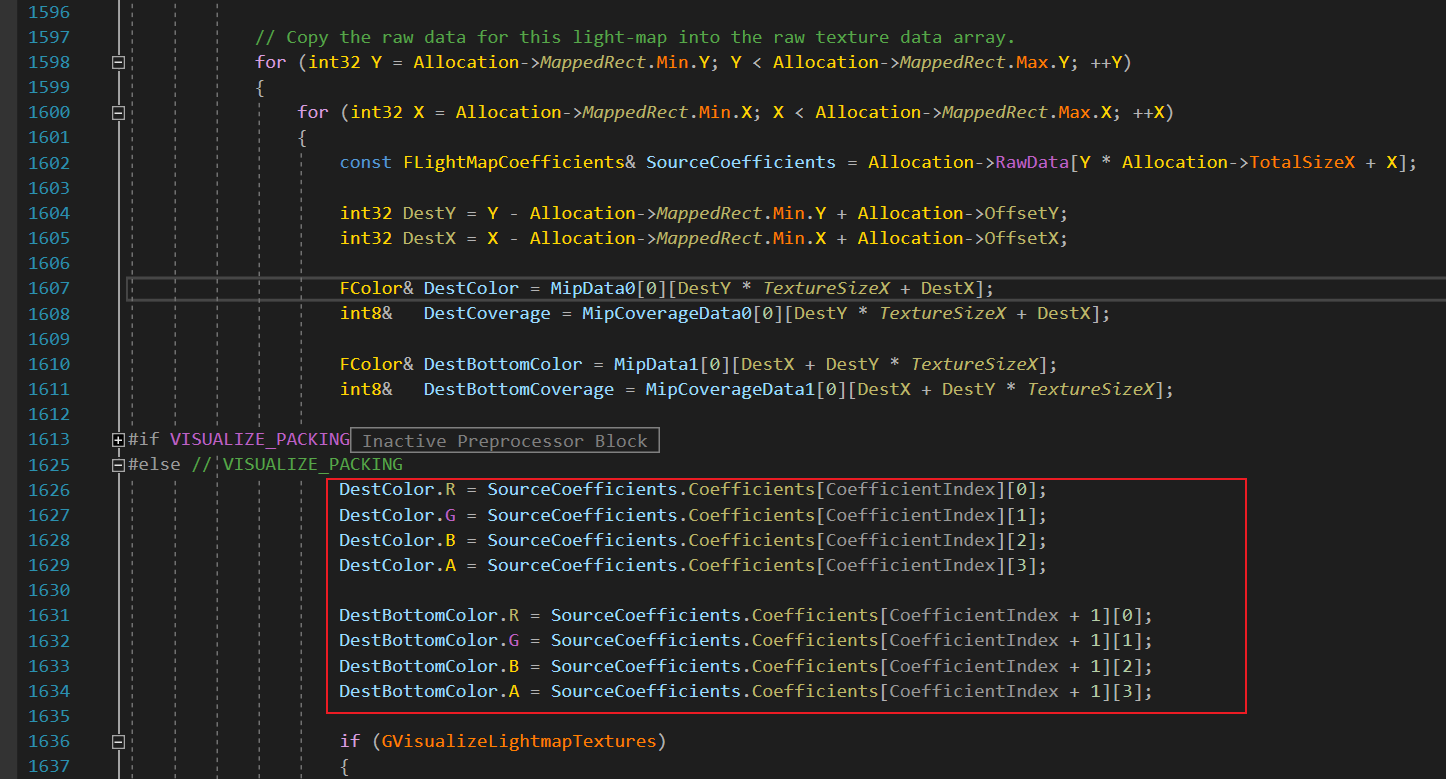 1596
1597 // Copy the raw data for this light-map into the raw texture data array.
1598 for (int32 Y = Allocation->MappedRect.Min.Y; Y < Allocation->MappedRect.Max.Y; ++Y)
1599 {
1600 for (int32 X = Allocation->MappedRect.Min.X; X < Allocation->MappedRect.Max.X; ++X)
1601 {
1602 const FLightMapCoefficients& SourceCoefficients = Allocation->RawData[Y * Allocation->TotalSizeX + X];
1603
1604 int32 DestY = Y - Allocation->MappedRect.Min.Y + Allocation->OffsetY;
1605 int32 DestX = X - Allocation->MappedRect.Min.X + Allocation->OffsetX;
1606
1607 FColor& DestColor = MipData0[0][DestY * TextureSizeX + DestX];
1608 int8& DestCoverage = MipCoverageData0[0][DestY * TextureSizeX + DestX];
1609
1610 FColor& DestBottomColor = MipData1[0][DestX + DestY * TextureSizeX];
1611 int8& DestBottomCoverage = MipCoverageData1[0][DestX + DestY * TextureSizeX];
1612
1613 #if VISUALIZE_PACKING Inactive Preprocessor Block
1625 #else // VISUALIZE_PACKING
1626 DestColor.R = SourceCoefficients.Coefficients[CoefficientIndex][0];
1627 DestColor.G = SourceCoefficients.Coefficients[CoefficientIndex][1];
1628 DestColor.B = SourceCoefficients.Coefficients[CoefficientIndex][2];
1629 DestColor.A = SourceCoefficients.Coefficients[CoefficientIndex][3];
1630
1631 DestBottomColor.R = SourceCoefficients.Coefficients[CoefficientIndex + 1][0];
1632 DestBottomColor.G = SourceCoefficients.Coefficients[CoefficientIndex + 1][1];
1633 DestBottomColor.B = SourceCoefficients.Coefficients[CoefficientIndex + 1][2];
1634 DestBottomColor.A = SourceCoefficients.Coefficients[CoefficientIndex + 1][3];
1635
1636 if (GVisualizeLightmapTextures)
1637 {